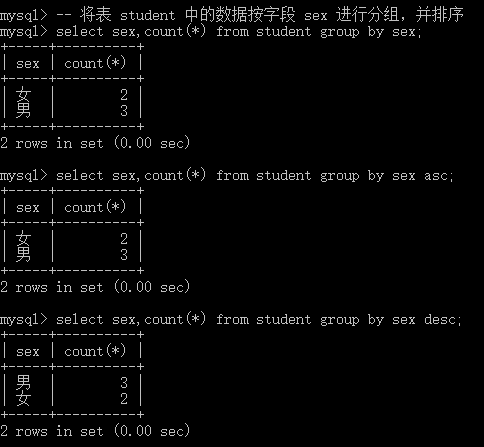 mysql> -- 将表 student 中的数据按字段 sex 进行分组，并排序
mysql> select sex,count(*) from student group by sex;
+-----+----------+
| sex | count(*) |
+-----+----------+
| 女  |        2 |
| 男  |        3 |
+-----+----------+
2 rows in set (0.00 sec)
mysql> select sex,count(*) from student group by sex asc;
+-----+----------+
| sex | count(*) |
+-----+----------+
| 女  |        2 |
| 男  |        3 |
+-----+----------+
2 rows in set (0.00 sec)
mysql> select sex,count(*) from student group by sex desc;
+-----+----------+
| sex | count(*) |
+-----+----------+
| 男  |        3 |
| 女  |        2 |
+-----+----------+
2 rows in set (0.00 sec)